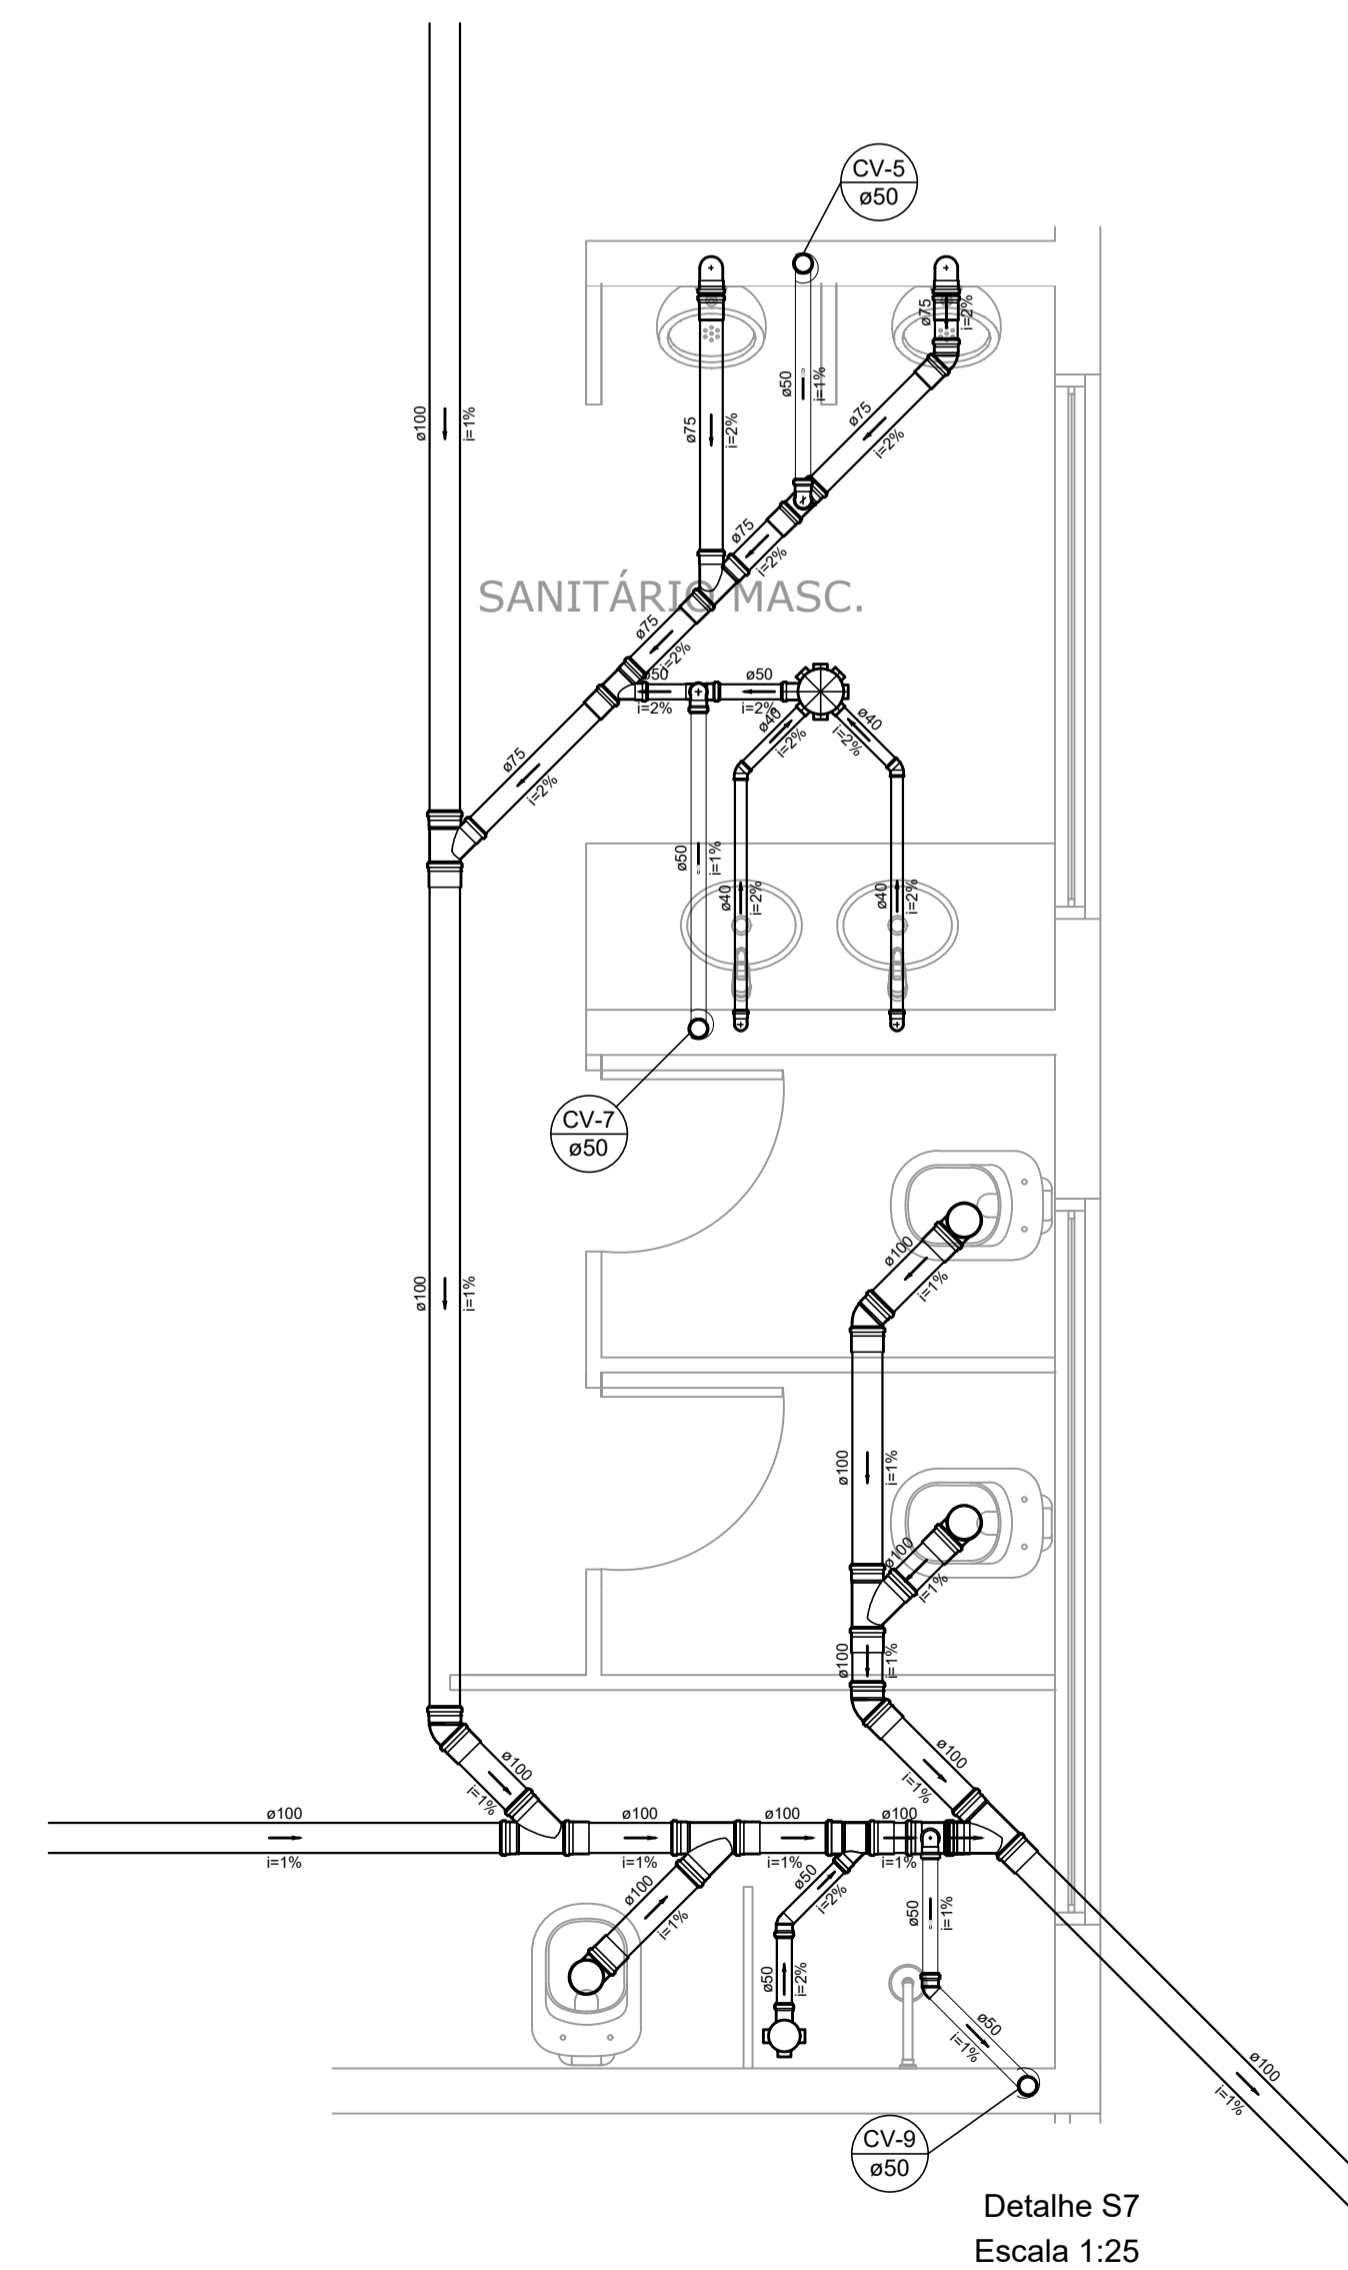 CV-5
ø50
ø75
i=2%
ø50
i=1%
ø75
i=2%
ø100
i=1%
ø75
i=2%
ø75
i=2%
SANITÁRIO MASC.
ø75
i=2%
ø50
i=2%
ø50
i=2%
ø40
i=2%
ø40
i=2%
ø75
i=2%
ø50
i=1%
ø40
i=2%
ø40
i=2%
CV-7
ø50
ø100
i=1%
ø100
i=1%
ø100
i=1%
ø100
i=1%
ø100
i=1%
ø100
i=1%
ø100
i=1%
ø100
i=1%
ø100
i=1%
ø100
i=1%
ø100
i=1%
ø100
i=1%
ø50
i=2%
ø50
i=1%
ø50
i=2%
ø50
i=1%
ø100
i=1%
CV-9
ø50
Detalhe S7
Escala 1:25